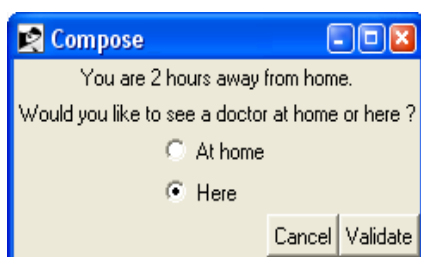 Compose
You are 2 hours away from home.
Would you like to see a doctor at home or here ?
At home
Here
Cancel Validate